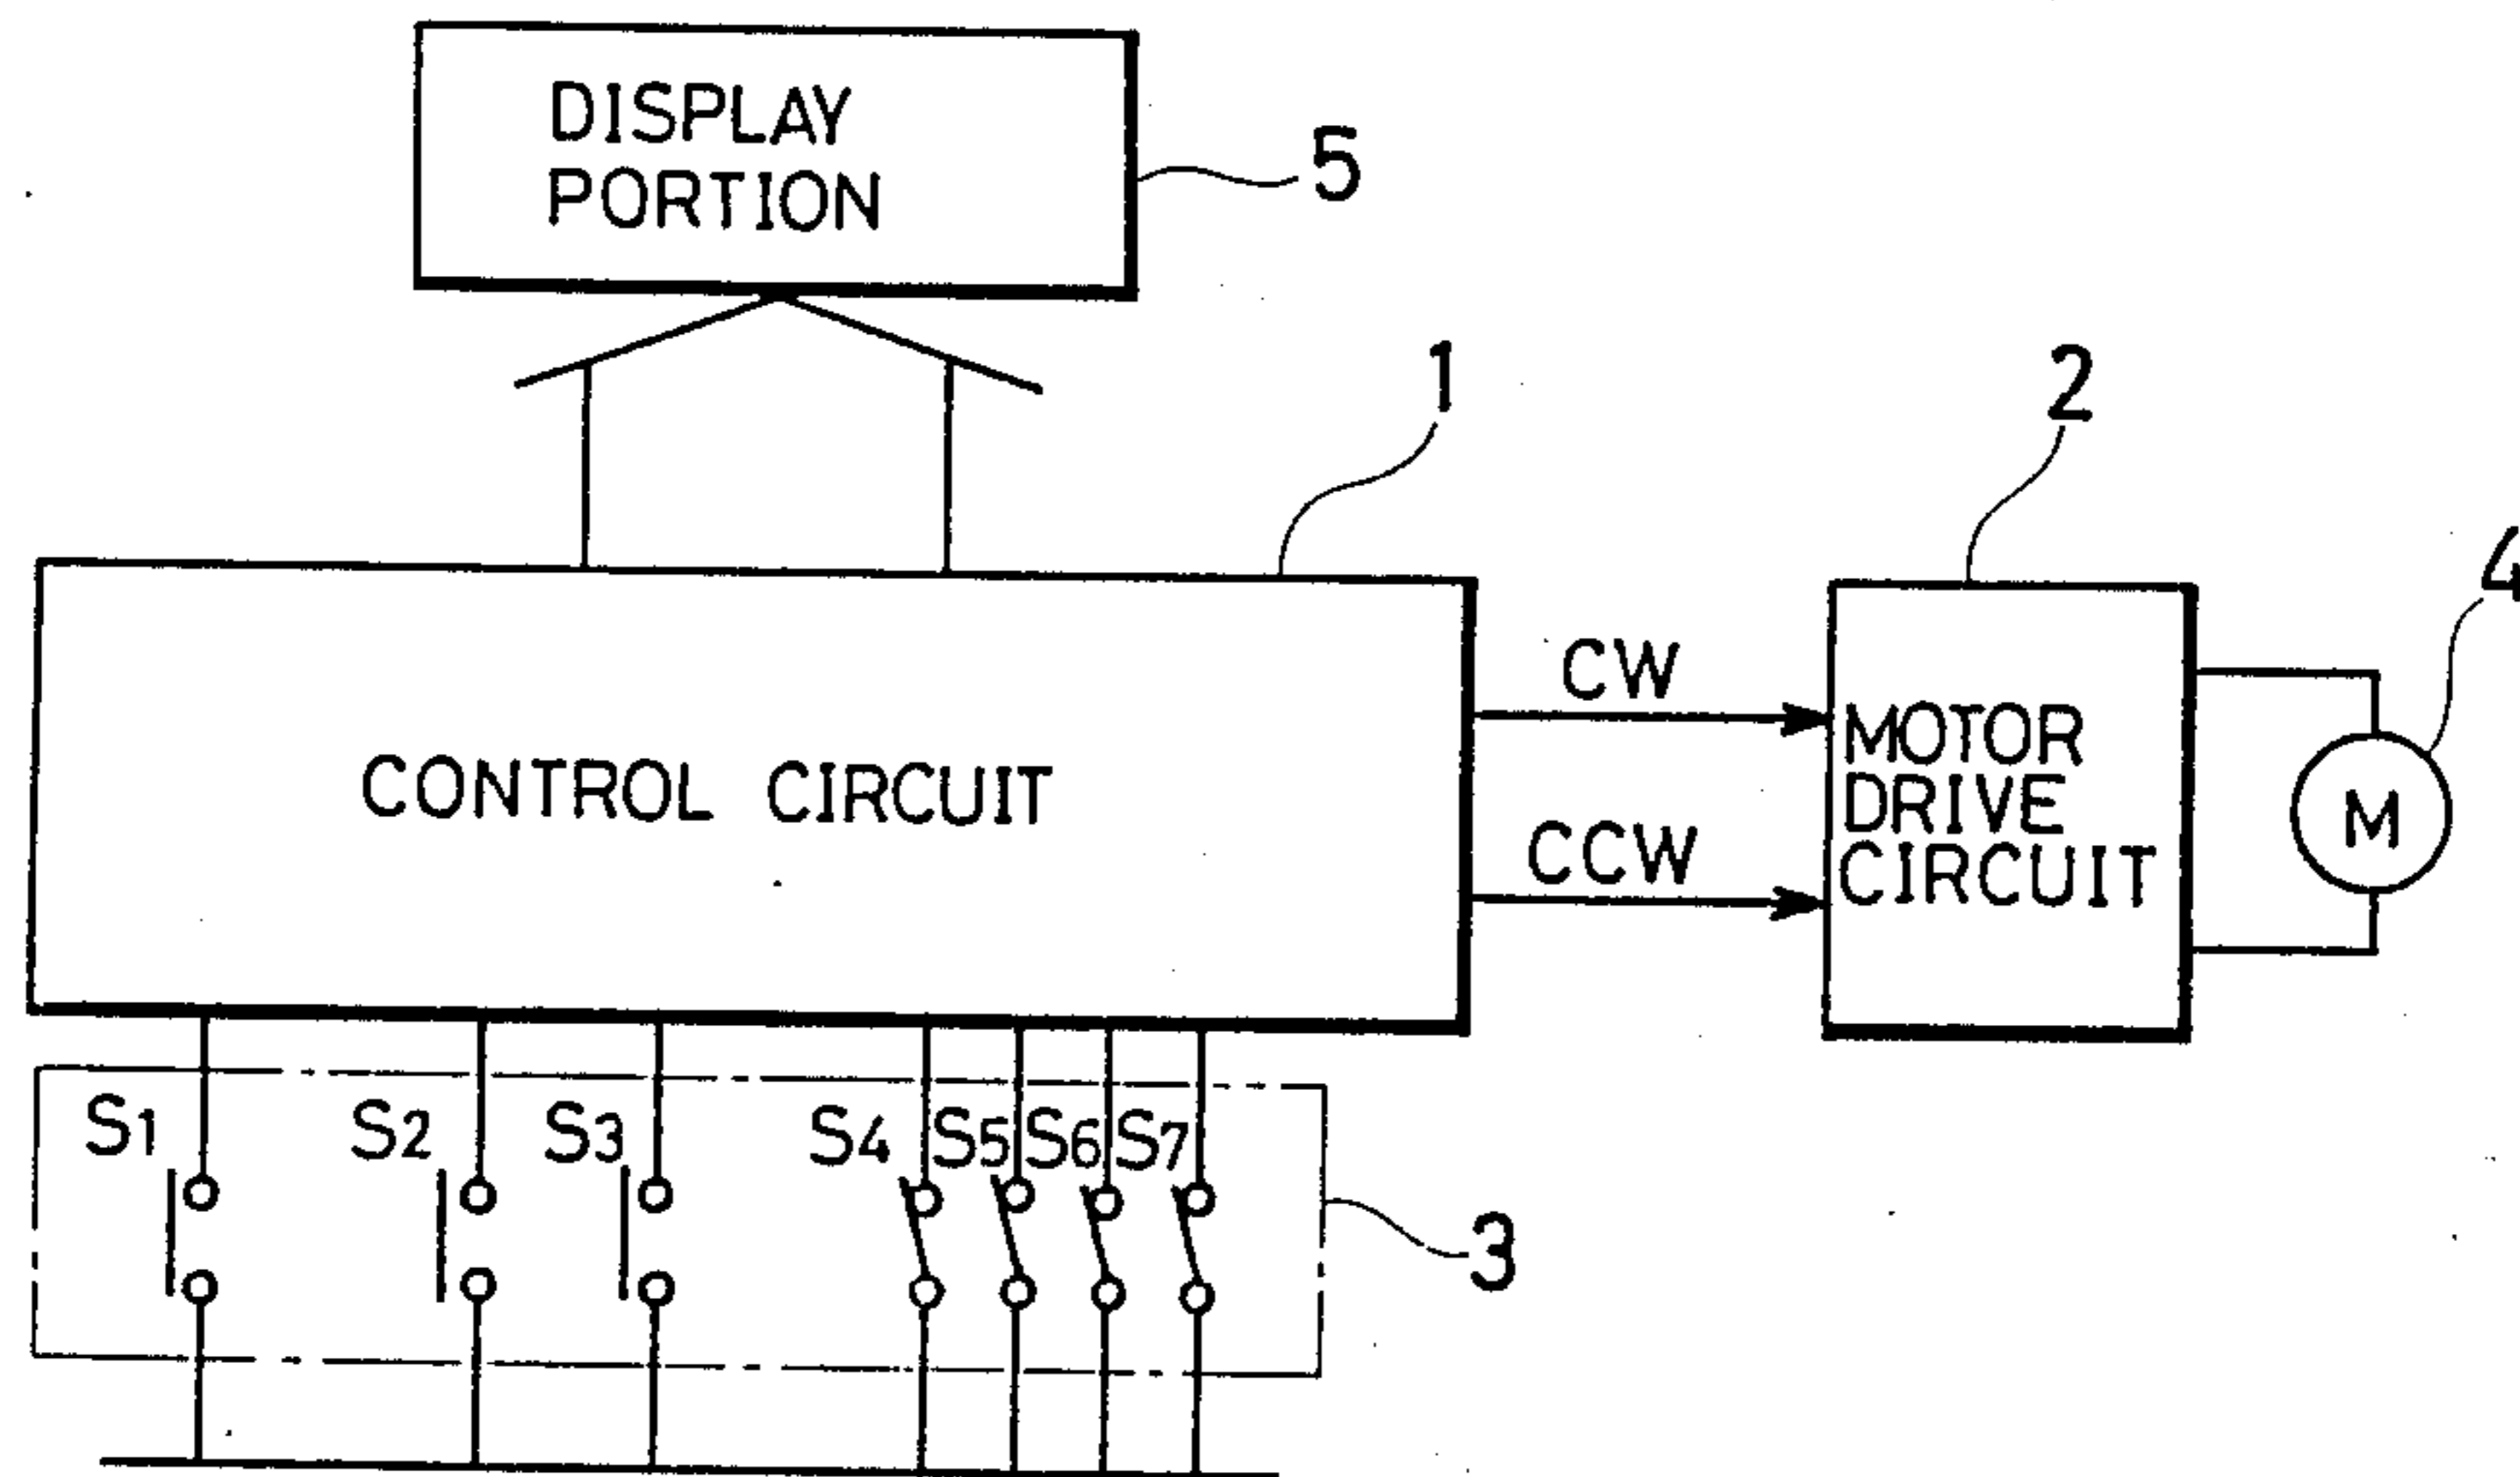 DISPLAY
PORTION
5
1
2
4
CW
MOTOR
DRIVE
CIRCUIT
M
CONTROL CIRCUIT
CCW
S1 S2 S3 S4 S5 S6 S7
3